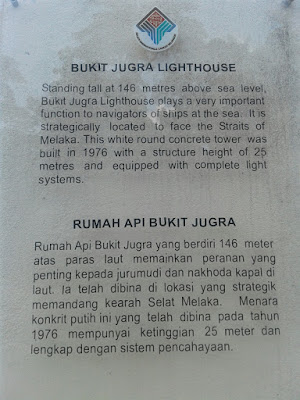 BUKIT JUGRA LIGHTHOUSE
Standing tall at 146 metres above sea level,
Bukit Jugra Lighthouse plays a very important
function to navigators of ships at the sea. It is
strategically located to face the Straits of
Melaka. This white round concrete tower was
built in 1976 with a structure height of 25
metres and equipped with complete light
systems.
RUMAH API BUKIT JUGRA
Rumah Api Bukit Jugra yang berdiri 146 meter
atas paras laut memainkan peranan yang
penting kepada jurumudi dan nakhoda kapal di
laut. Ia telah dibina di lokasi yang strategik
memandang kearah Selat Melaka. Menara
konkrit putih ini yang telah dibina pada tahun
1976 mempunyai ketinggian 25 meter dan
lengkap dengan sistem pencahayaan.